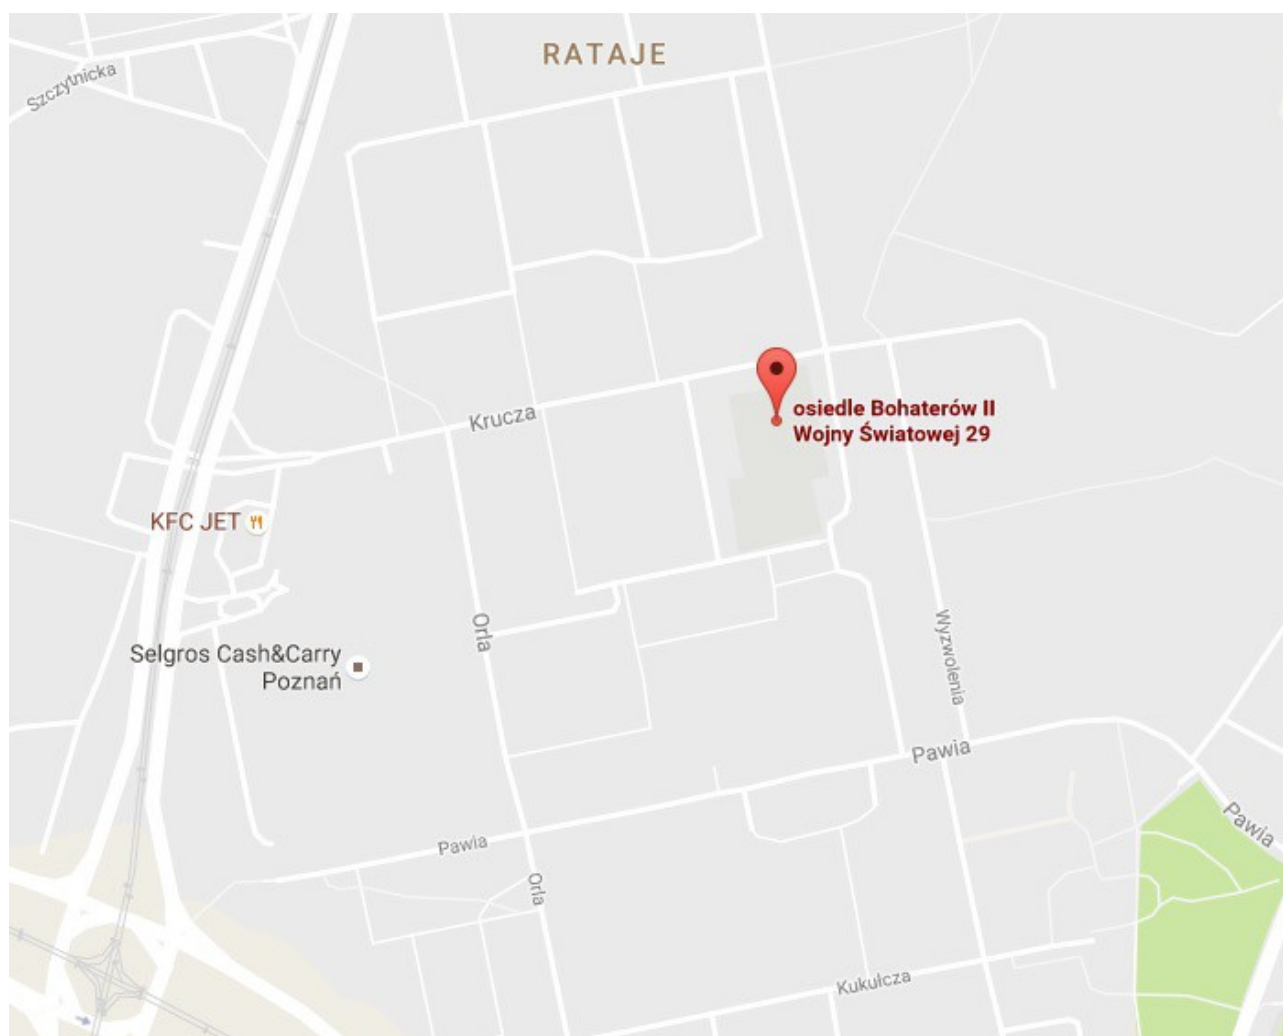 RATAJE
Szczytnicka
osiedle Bohaterów II
Wojny Światowej 29
Krucza
KFC JET
Orla
Wyzwolenia
Selgros Cash&Carry
Poznań
Pawia
Pawia
Pawia
Orla
Kukułcza